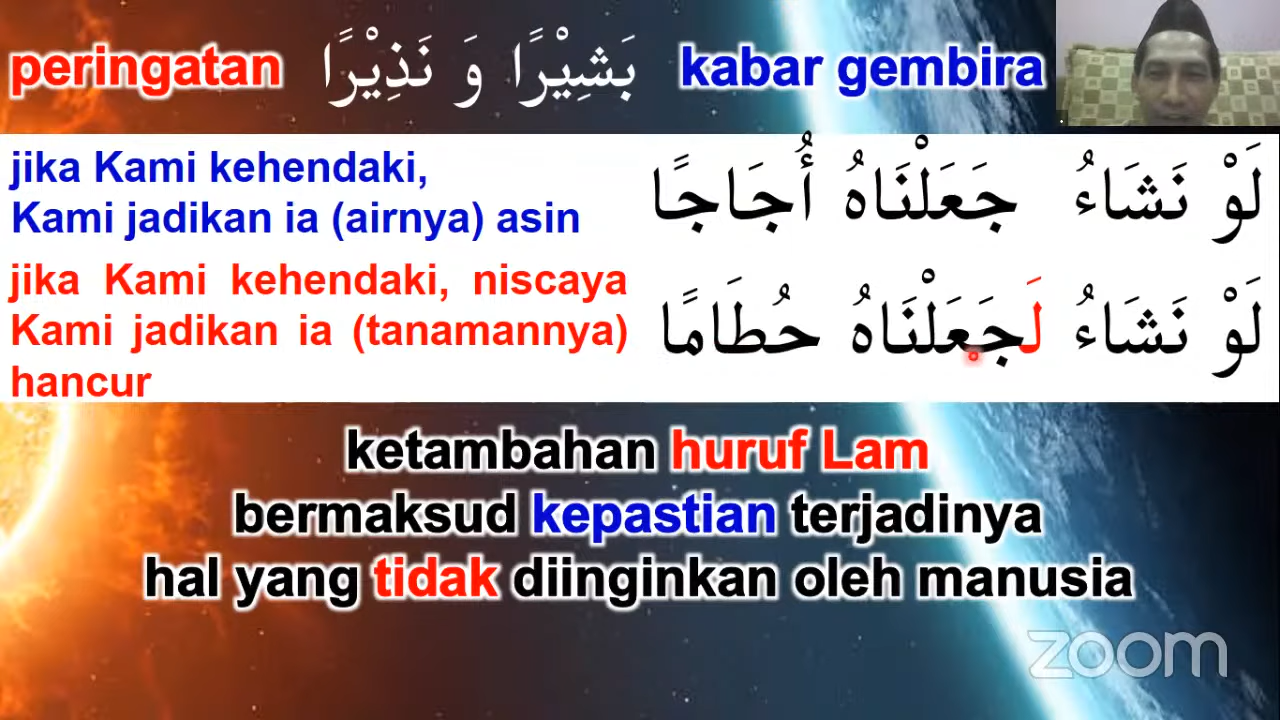 peringatan بَشِيْرًا وَ نَذِيْرًا kabar gembira
jika Kami kehendaki,
Kami jadikan ia (airnya) asin
لَوْ نَشَاءُ جَعَلْنَاهُ أُجَاجًا
jika Kami kehendaki, niscaya
Kami jadikan ia (tanamannya)
hancur
لَوْ نَشَاءُ لَجَعَلْنَاهُ حُطَامًا
ketambahan huruf Lam
bermaksud kepastian terjadinya
hal yang tidak diinginkan oleh manusia
zoom